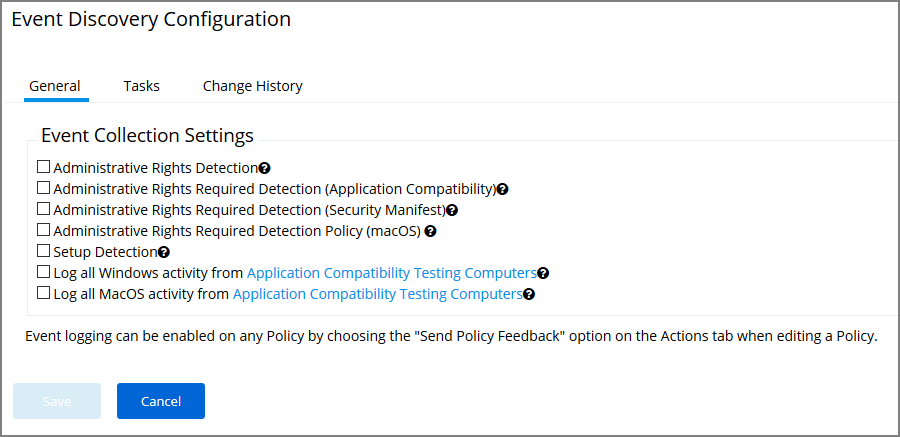 Event Discovery Configuration
General Tasks Change History
Event Collection Settings
Administrative Rights Detection
Administrative Rights Required Detection (Application Compatibility)
Administrative Rights Required Detection (Security Manifest)
Administrative Rights Required Detection Policy (macOS)
Setup Detection
Log all Windows activity from Application Compatibility Testing Computers
Log all MacOS activity from Application Compatibility Testing Computers
Event logging can be enabled on any Policy by choosing the "Send Policy Feedback" option on the Actions tab when editing a Policy.
Save Cancel